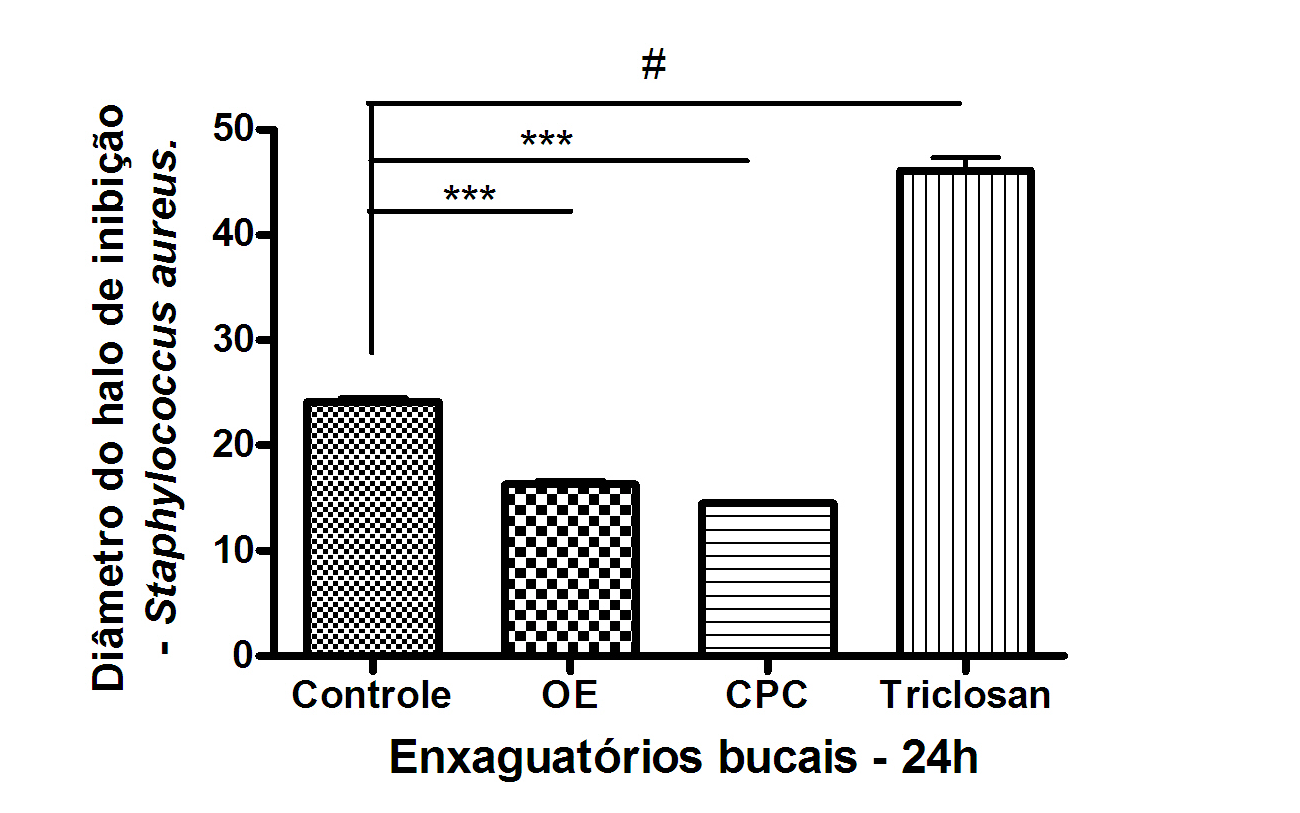 #
***
***
50
40
30
20
10
0
Diâmetro do halo de inibição
- Staphylococcus aureus.
Controle OE CPC Triclosan
Enxaguatórios bucais - 24h